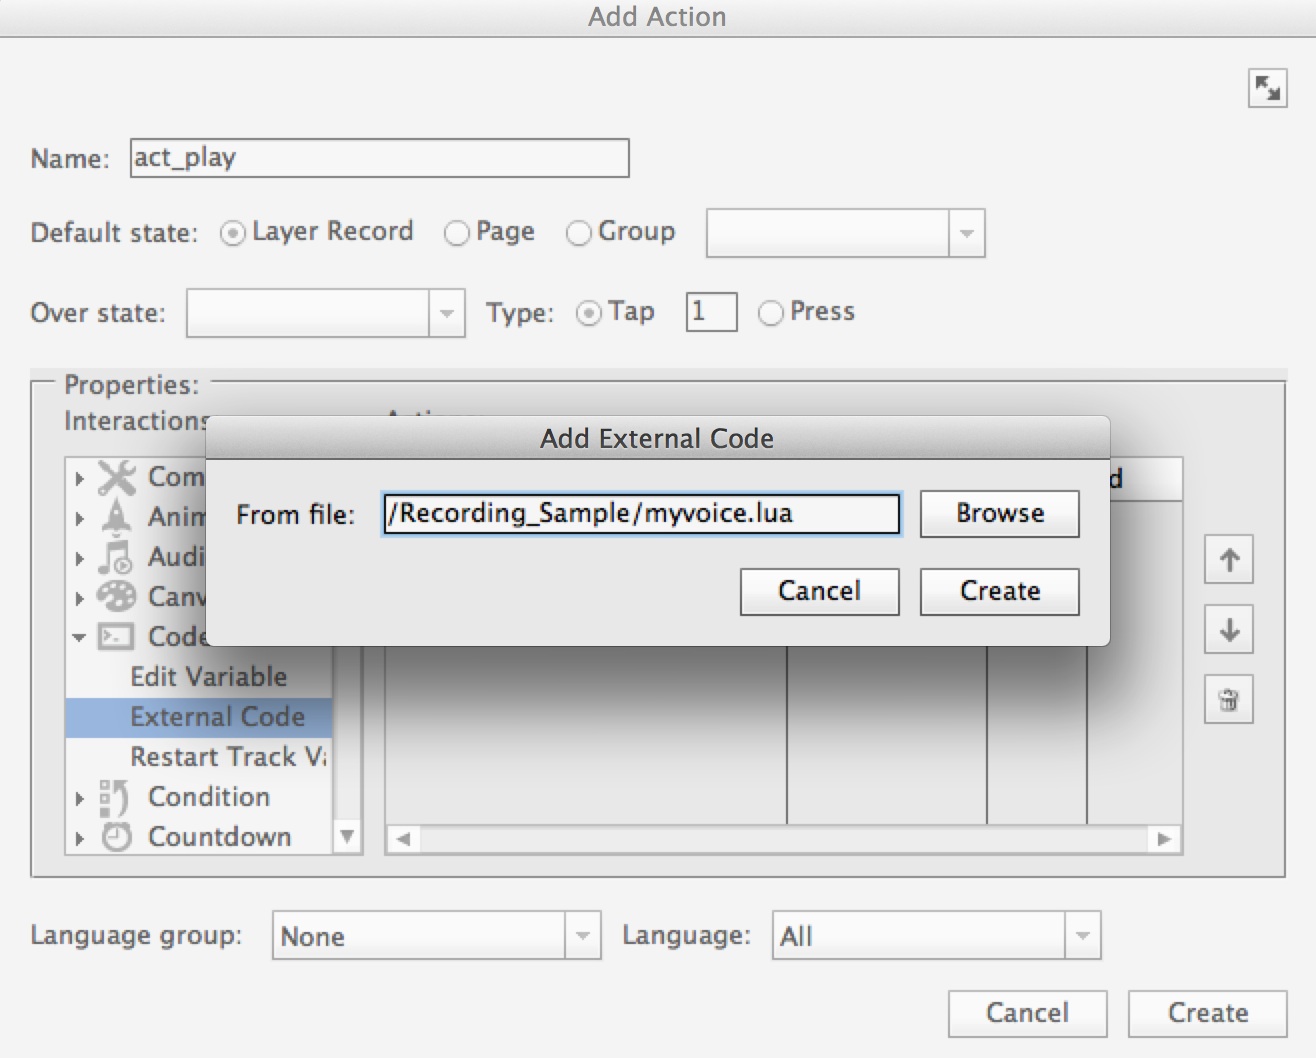 Add Action
Name: act_play
Default state: Layer Record Page Group
Over state: Type: Tap 1 Press
Properties:
Interactions
Add External Code
From file: /Recording_Sample/myvoice.lua Browse
Cancel Create
Com
Anim
Audi
Canv
Code
Edit Variable
External Code
Restart Track Va
Condition
Countdown
Language group: None Language: All
Cancel Create